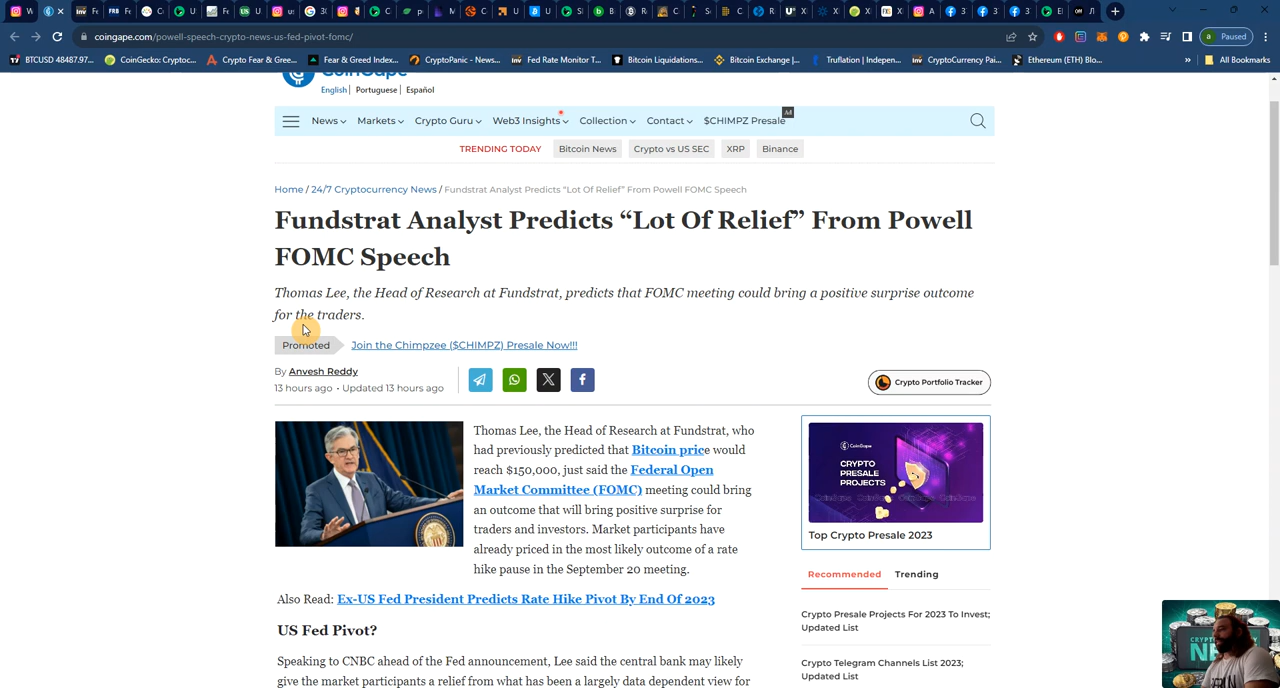 coingape.com/powell-speech-crypto-news-us-fed-pivot-fomc/
Paused
BTCUSD 48487.97...
CoinGecko: Cryptoc...
Crypto Fear & Gree...
Fear & Greed Index...
CryptoPanic - News...
Fed Rate Monitor T...
Bitcoin Liquidations...
Bitcoin Exchange |...
Truflation | Indepen...
CryptoCurrency Pai...
Ethereum (ETH) Blo...
»
All Bookmarks
CoinGape
English | Portuguese | Español
News Markets Crypto Guru Web3 Insights Collection Contact $CHIMPZ Presale Ad
TRENDING TODAY Bitcoin News Crypto vs US SEC XRP Binance
Home / 24/7 Cryptocurrency News / Fundstrat Analyst Predicts “Lot Of Relief” From Powell FOMC Speech
Fundstrat Analyst Predicts “Lot Of Relief” From Powell
FOMC Speech
Thomas Lee, the Head of Research at Fundstrat, predicts that FOMC meeting could bring a positive surprise outcome
for the traders.
Promoted Join the Chimpzee ($CHIMPZ) Presale Now!!!
By Anvesh Reddy
13 hours ago • Updated 13 hours ago
Crypto Portfolio Tracker
Thomas Lee, the Head of Research at Fundstrat, who
had previously predicted that Bitcoin price would
reach $150,000, just said the Federal Open
Market Committee (FOMC) meeting could bring
an outcome that will bring positive surprise for
traders and investors. Market participants have
already priced in the most likely outcome of a rate
hike pause in the September 20 meeting.
Also Read: Ex-US Fed President Predicts Rate Hike Pivot By End Of 2023
US Fed Pivot?
Speaking to CNBC ahead of the Fed announcement, Lee said the central bank may likely
give the market participants a relief from what has been a largely data dependent view for
CoinGape
CRYPTO
PRESALE
PROJECTS
Top Crypto Presale 2023
Recommended Trending
Crypto Presale Projects For 2023 To Invest;
Updated List
Crypto Telegram Channels List 2023;
Updated List